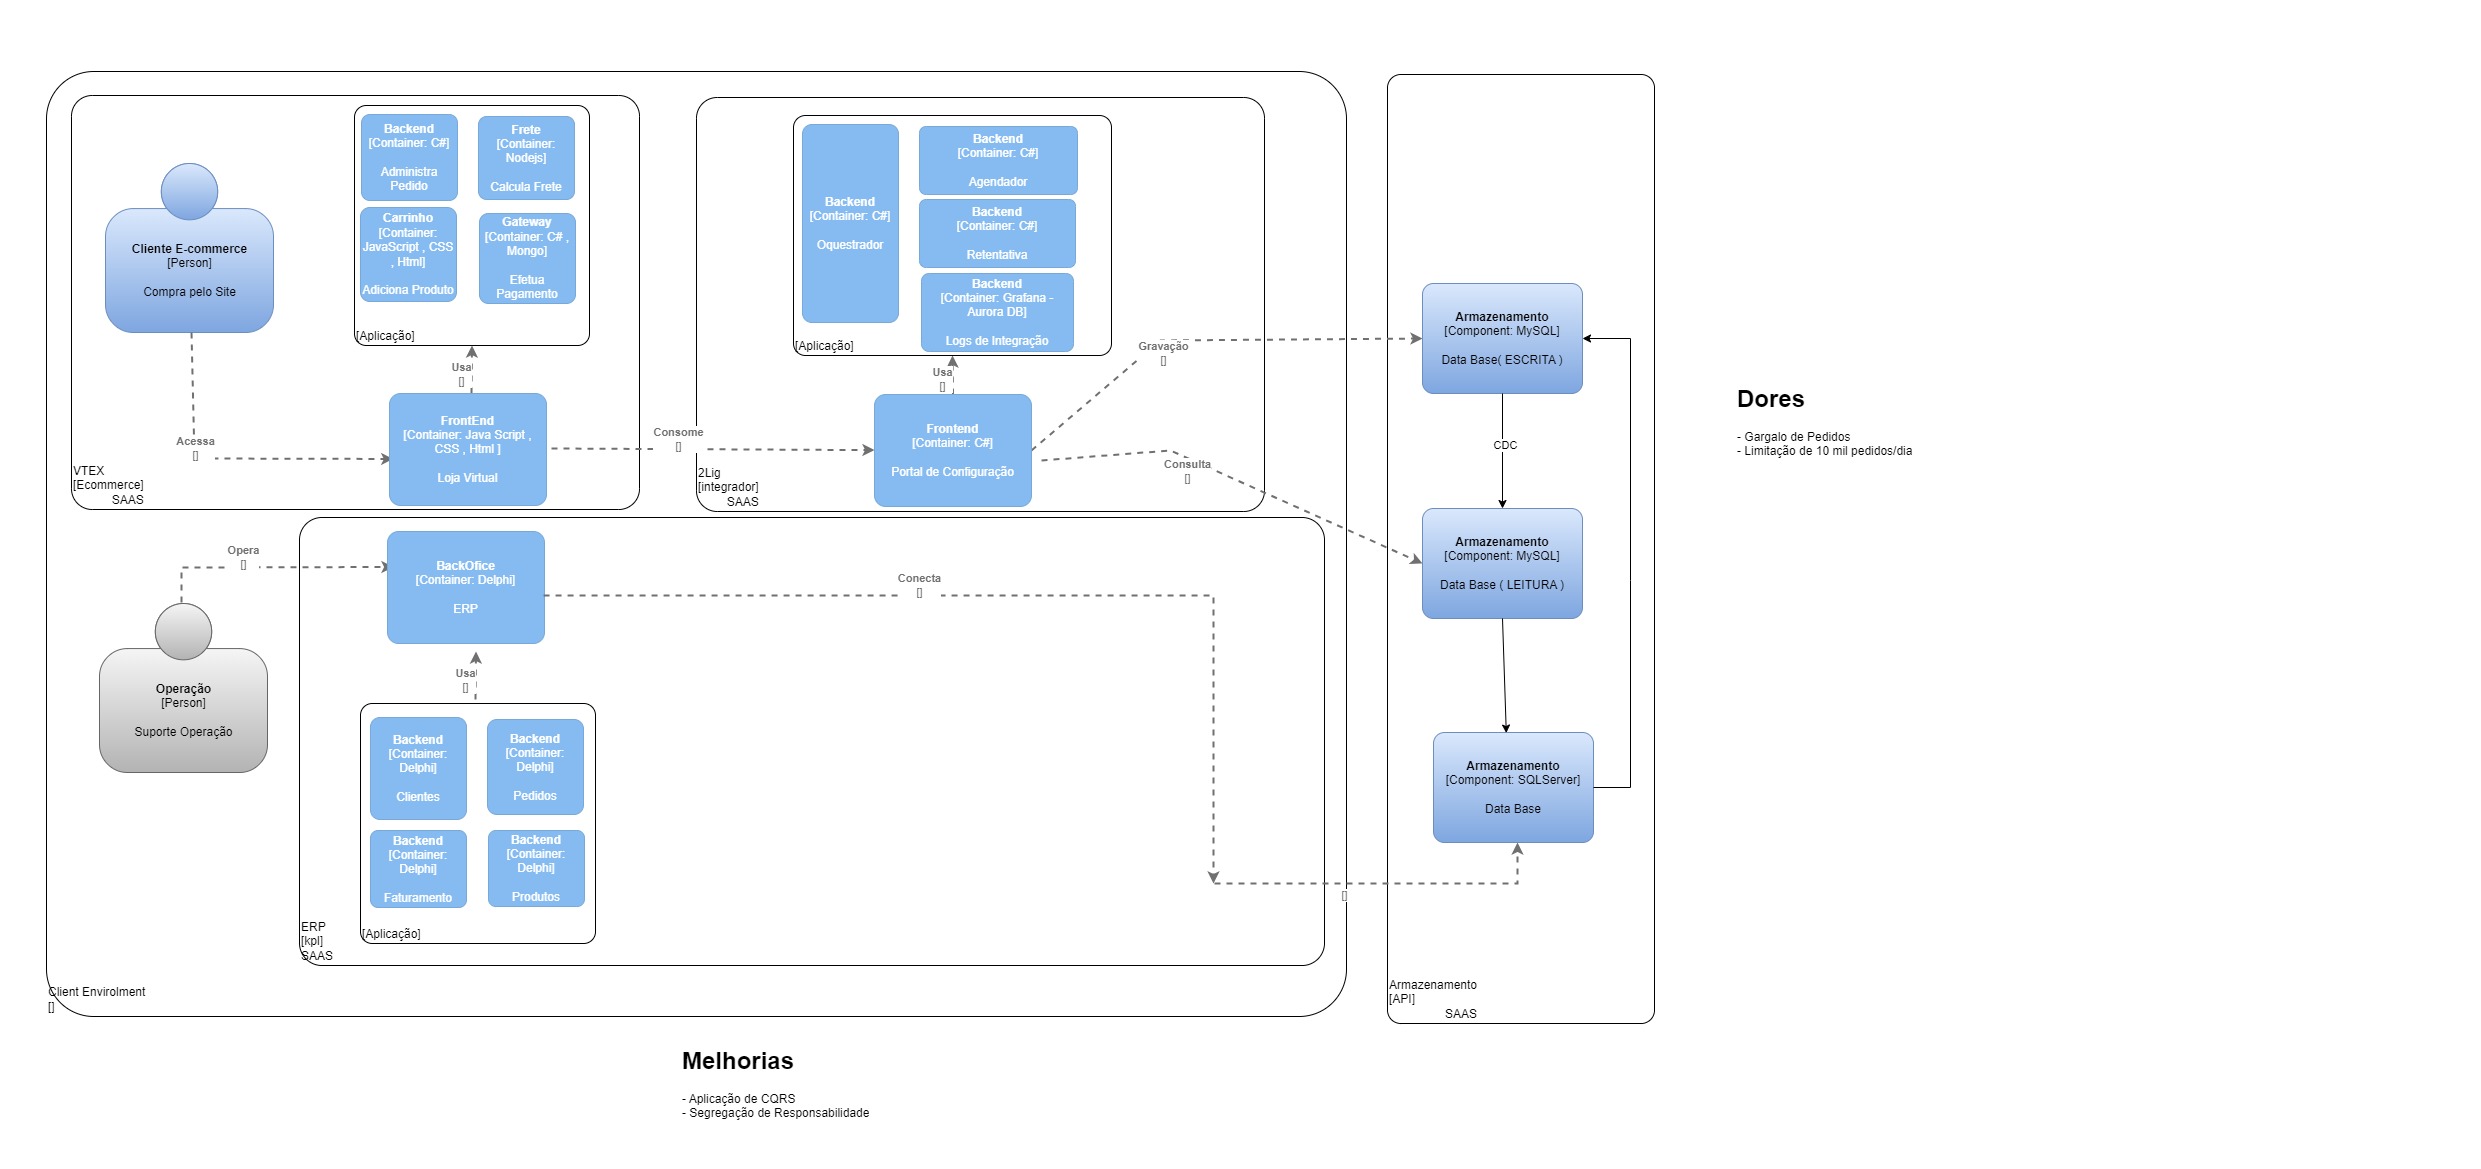 Cliente E-commerce
[Person]
Compra pelo Site
Acessa
[]
VTEX
[Ecommerce]
SAAS
Backend
[Container: C#]
Administra
Pedido
Frete
[Container:
Nodejs]
Calcula Frete
Carrinho
[Container:
JavaScript , CSS
, Html]
Adiciona Produto
Gateway
[Container: C# ,
Mongo]
Efetua
Pagamento
[Aplicação]
Usa
[]
FrontEnd
[Container: Java Script ,
CSS , Html ]
Loja Virtual
Consome
[]
2Lig
[integrador]
SAAS
Backend
[Container: C#]
Oquestrador
Backend
[Container: C#]
Agendador
Backend
[Container: C#]
Retentativa
Backend
[Container: Grafana -
Aurora DB]
Logs de Integração
[Aplicação]
Usa
[]
Frontend
[Container: C#]
Portal de Configuração
Gravação
[]
Consulta
[]
Armazenamento
[Component: MySQL]
Data Base( ESCRITA )
CDC
Armazenamento
[Component: MySQL]
Data Base ( LEITURA )
Armazenamento
[Component: SQLServer]
Data Base
Armazenamento
[API]
SAAS
Dores
- Gargalo de Pedidos
- Limitação de 10 mil pedidos/dia
Opera
[]
Operação
[Person]
Suporte Operação
BackOfice
[Container: Delphi]
ERP
Conecta
[]
Usa
[]
Backend
[Container:
Delphi]
Clientes
Backend
[Container:
Delphi]
Pedidos
Backend
[Container:
Delphi]
Faturamento
Backend
[Container:
Delphi]
Produtos
[Aplicação]
ERP
[kpl]
SAAS
[]
Client Envirolment
[]
Melhorias
- Aplicação de CQRS
- Segregação de Responsabilidade